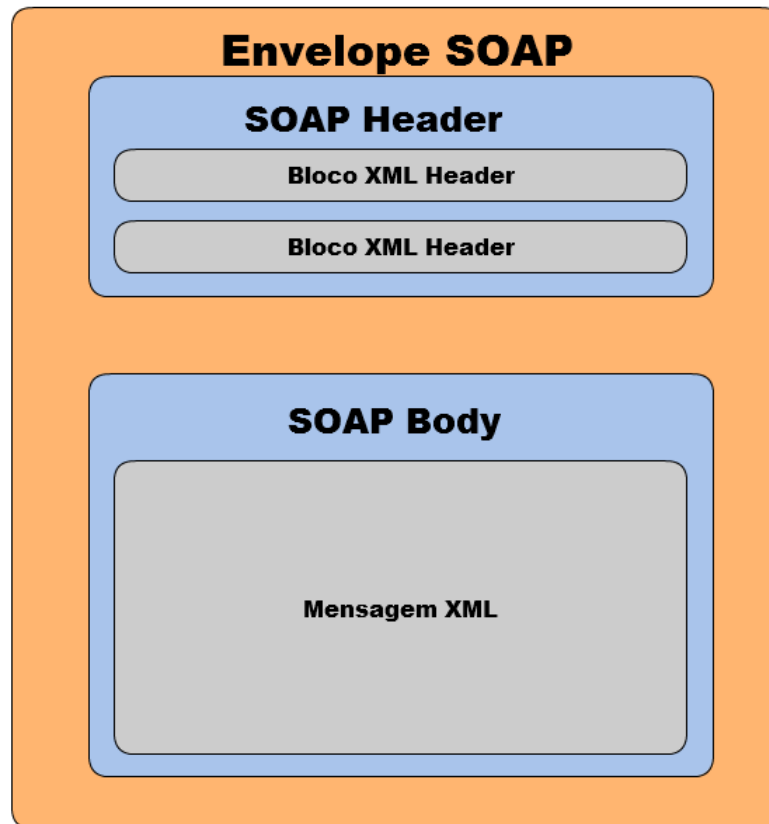 Envelope SOAP
SOAP Header
Bloco XML Header
Bloco XML Header
SOAP Body
Mensagem XML